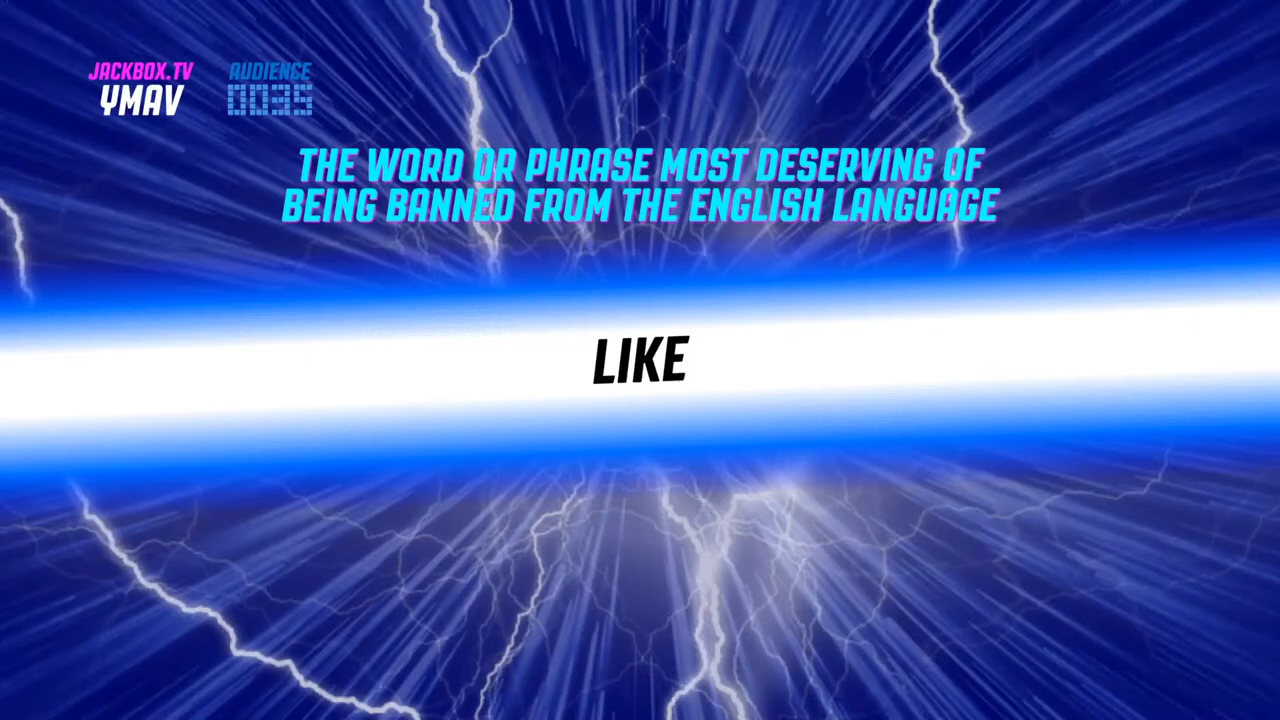 JACKBOX.TV
YMAV
AUDIENCE
0035
THE WORD OR PHRASE MOST DESERVING OF
BEING BANNED FROM THE ENGLISH LANGUAGE
LIKE